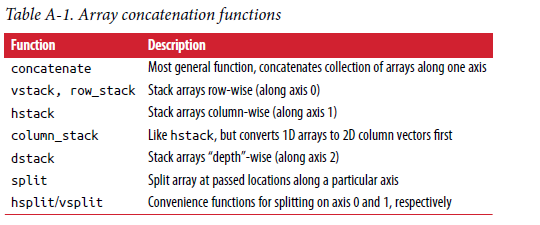 Table A-1. Array concatenation functions
Function Description
concatenate Most general function, concatenates collection of arrays along one axis
vstack, row_stack Stack arrays row-wise (along axis 0)
hstack Stack arrays column-wise (along axis 1)
column_stack Like hstack, but converts 1D arrays to 2D column vectors first
dstack Stack arrays “depth”-wise (along axis 2)
split Split array at passed locations along a particular axis
hsplit/vsplit Convenience functions for splitting on axis 0 and 1, respectively